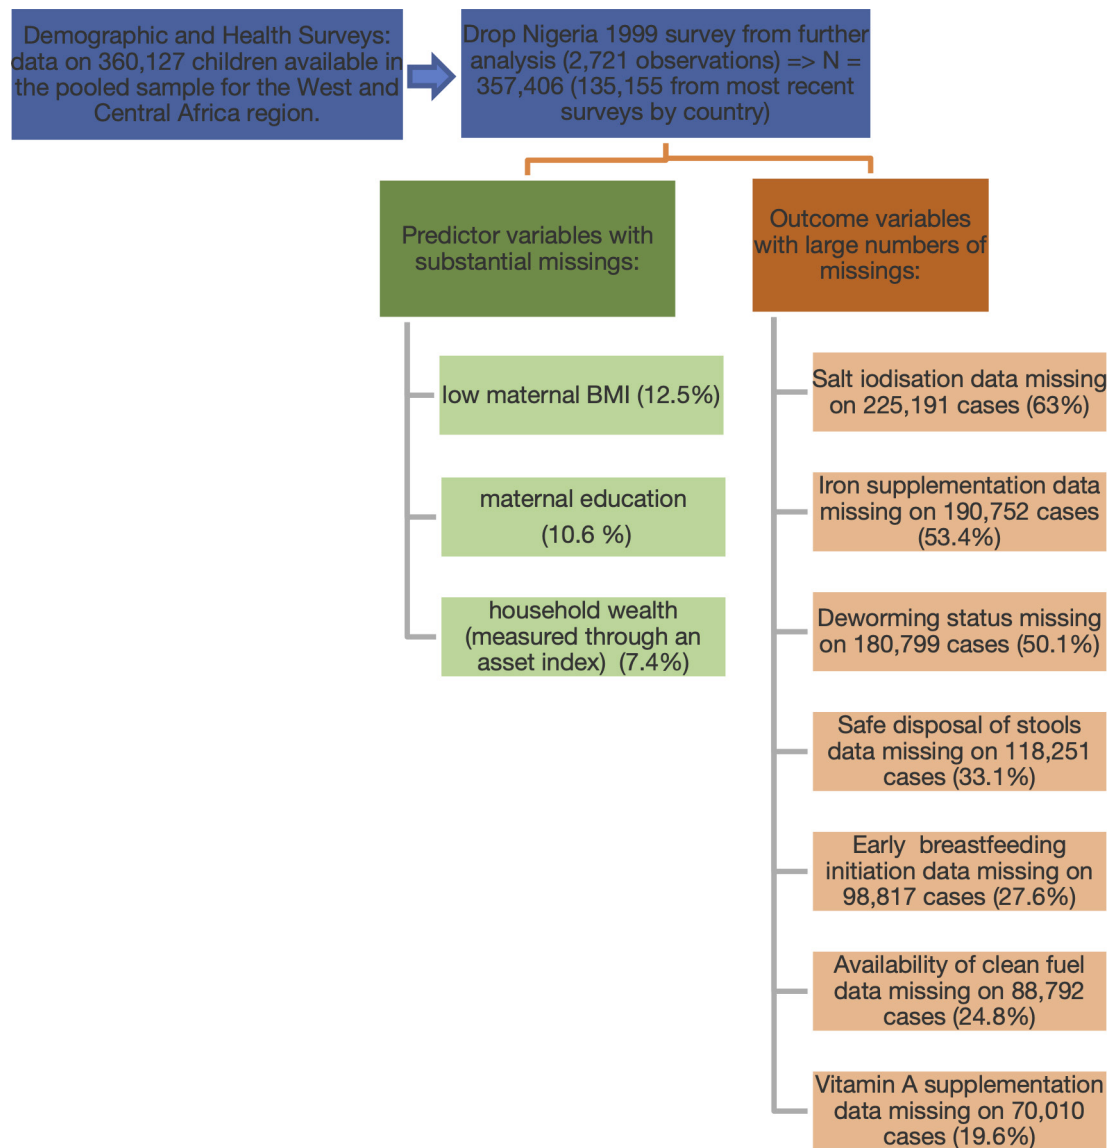 Demographic and Health Surveys:
data on 360,127 children available in
the pooled sample for the West and
Central Africa region.
Drop Nigeria 1999 survey from further
analysis (2,721 observations) => N =
357,406 (135,155 from most recent
surveys by country)
Predictor variables with
substantial missings:
low maternal BMI (12.5%)
maternal education
(10.6 %)
household wealth
(measured through an
asset index)  (7.4%)
Outcome variables
with large numbers of
missings:
Salt iodisation data missing
on 225,191 cases (63%)
Iron supplementation data
missing on 190,752 cases
(53.4%)
Deworming status missing
on 180,799 cases (50.1%)
Safe disposal of stools
data missing on 118,251
cases (33.1%)
Early  breastfeeding
initiation data missing on
98,817 cases (27.6%)
Availability of clean fuel
data missing on 88,792
cases (24.8%)
Vitamin A supplementation
data missing on 70,010
cases (19.6%)